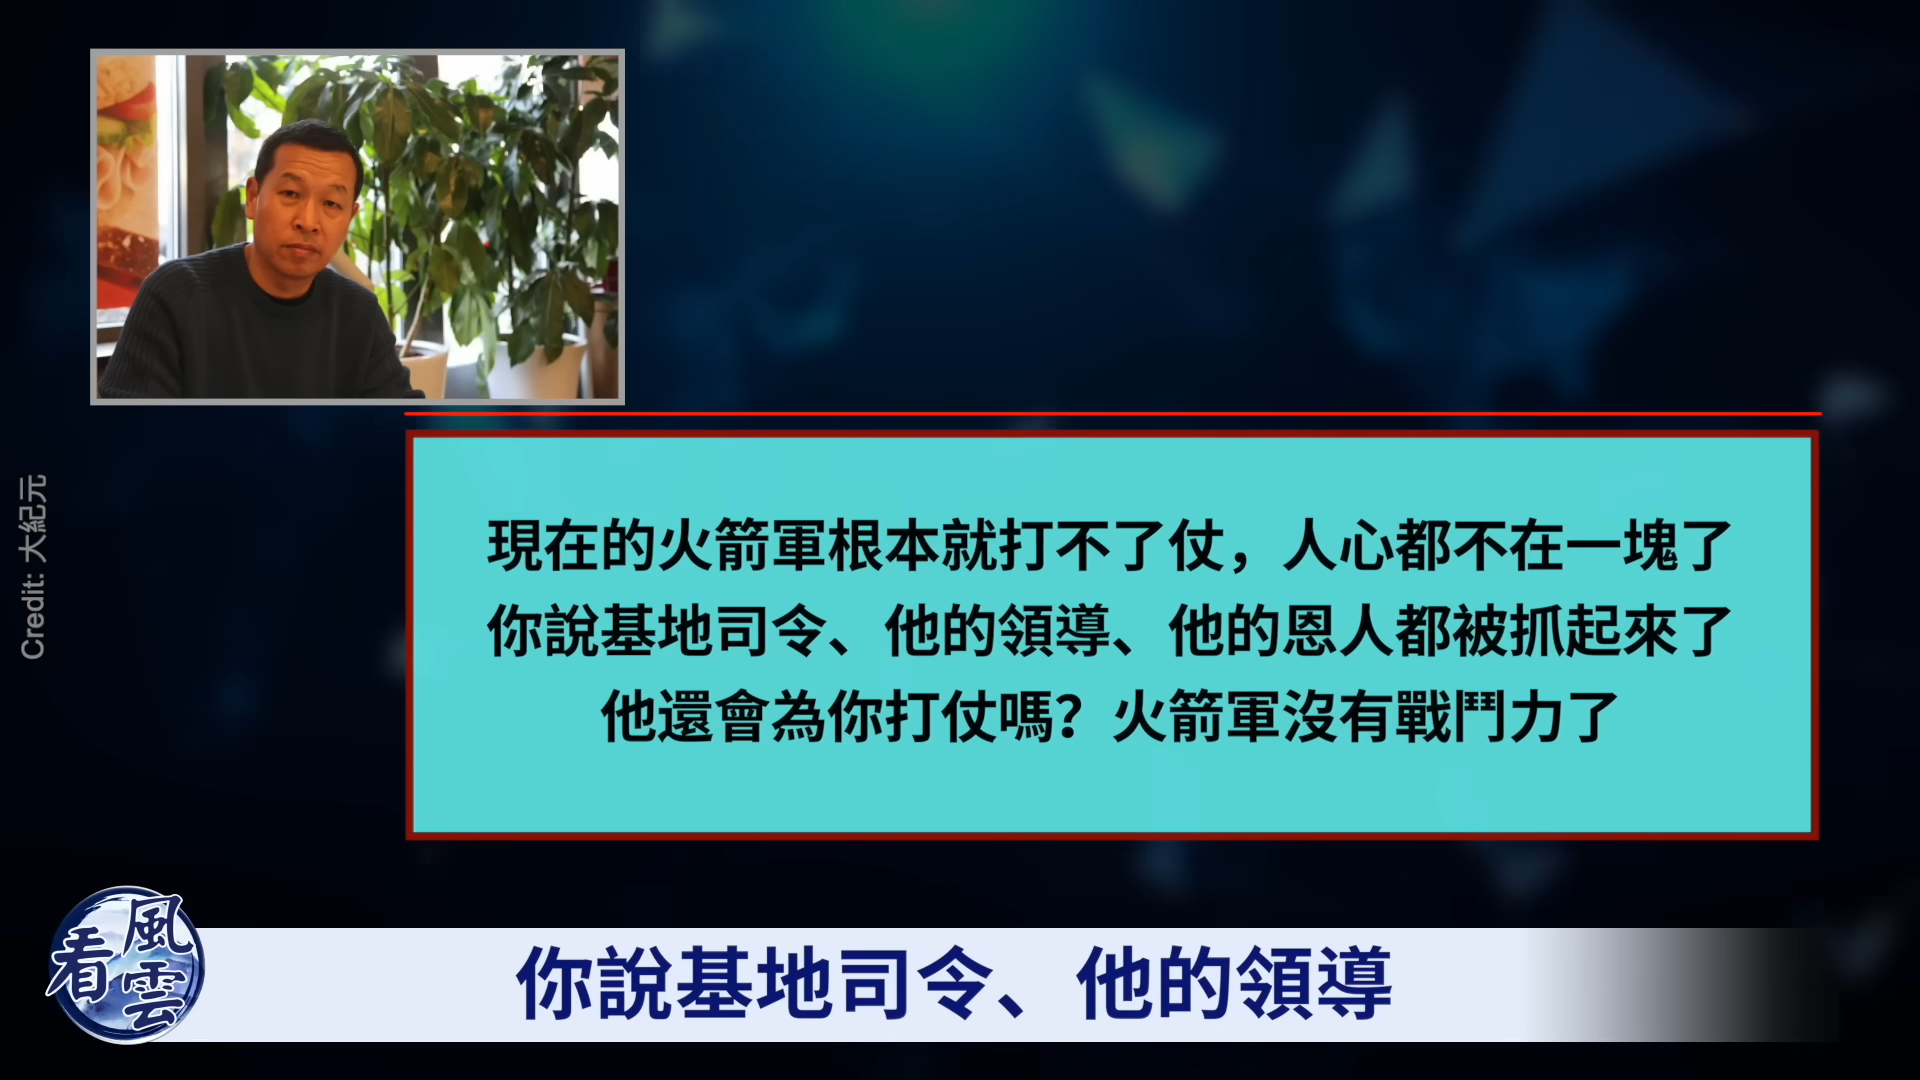 Credit: 大紀元
現在的火箭軍根本就打不了仗，人心都不在一塊了
你說基地司令、他的領導、他的恩人都被抓起來了
他還會為你打仗嗎？火箭軍沒有戰鬥力了
風雲
看
你說基地司令、他的領導